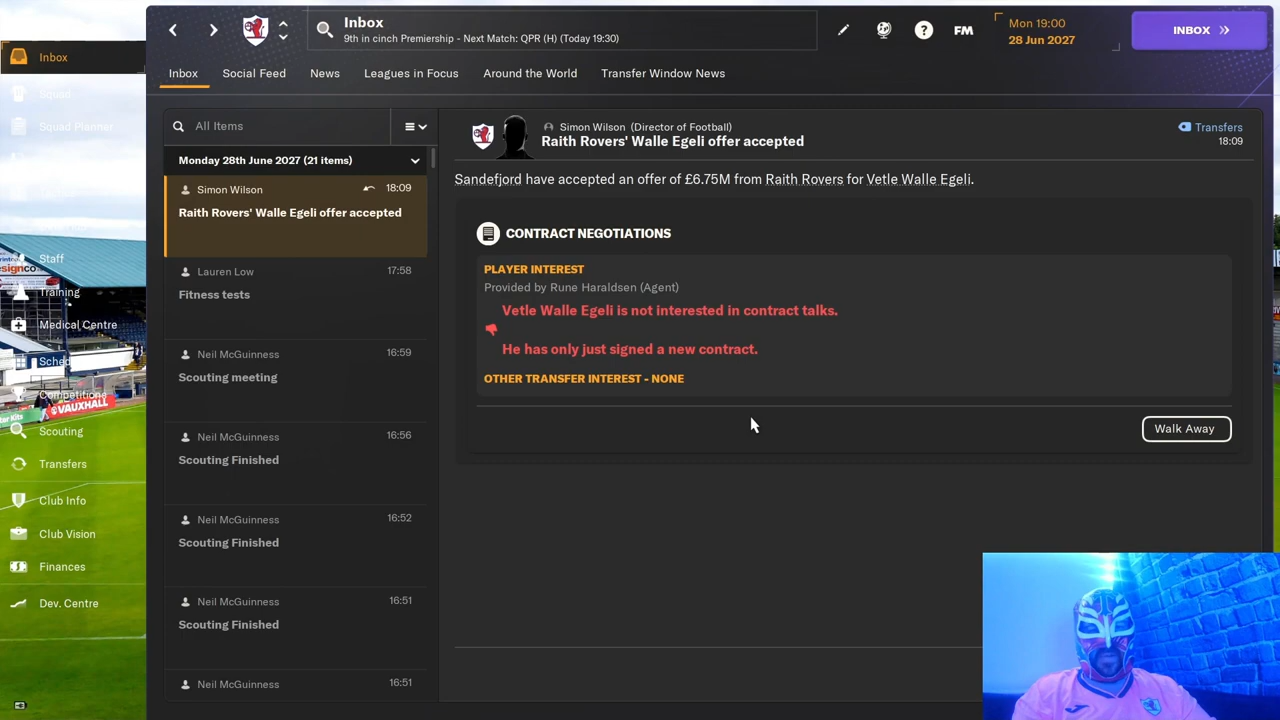 Inbox
9th in cinch Premiership - Next Match: QPR (H) (Today 19:30)
FM
Mon 19:00
28 Jun 2027
INBOX
Inbox
Social Feed
News
Leagues in Focus
Around the World
Transfer Window News
Inbox
Squad
Squad Planner
Staff
Training
Medical Centre
Sched
Competitions
Scouting
Transfers
Club Info
Club Vision
Finances
Dev. Centre
VAUXHALL
All Items
Monday 28th June 2027 (21 items)
Simon Wilson 18:09
Raith Rovers' Walle Egeli offer accepted
Lauren Low 17:58
Fitness tests
Neil McGuinness 16:59
Scouting meeting
Neil McGuinness 16:56
Scouting Finished
Neil McGuinness 16:52
Scouting Finished
Neil McGuinness 16:51
Scouting Finished
Neil McGuinness 16:51
Simon Wilson (Director of Football)
Raith Rovers' Walle Egeli offer accepted
Transfers
18:09
Sandefjord have accepted an offer of £6.75M from Raith Rovers for Vetle Walle Egeli.
CONTRACT NEGOTIATIONS
PLAYER INTEREST
Provided by Rune Haraldsen (Agent)
Vetle Walle Egeli is not interested in contract talks.
He has only just signed a new contract.
OTHER TRANSFER INTEREST - NONE
Walk Away